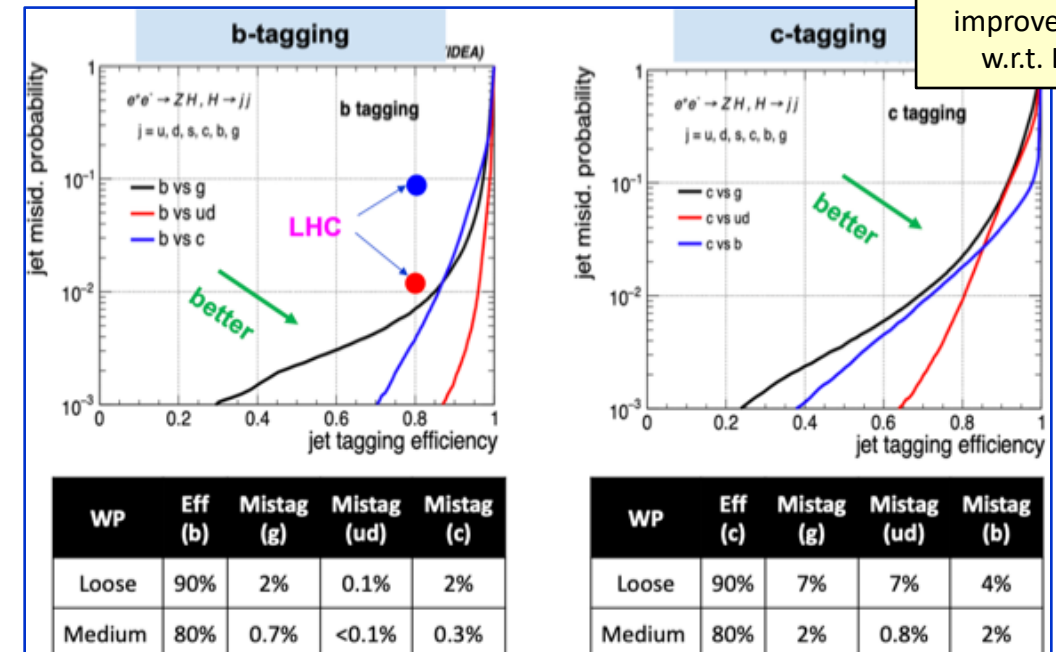 improve
w.r.t.
b-tagging
IDEA)
jet misid. probability
1
10⁻¹
10⁻²
10⁻³
e⁺e⁻ → ZH, H → jj
j = u, d, s, c, b, g
b tagging
b vs g
b vs ud
b vs c
LHC
better
0
0.2
0.4
0.6
0.8
1
jet tagging efficiency
c-tagging
jet misid. probability
1
10⁻¹
10⁻²
10⁻³
e⁺e⁻ → ZH, H → jj
j = u, d, s, c, b, g
c tagging
c vs g
c vs ud
c vs b
better
0
0.2
0.4
0.6
0.8
1
jet tagging efficiency
WP Eff (b) Mistag (g) Mistag (ud) Mistag (c)
Loose 90% 2% 0.1% 2%
Medium 80% 0.7% <0.1% 0.3%
WP Eff (c) Mistag (g) Mistag (ud) Mistag (b)
Loose 90% 7% 7% 4%
Medium 80% 2% 0.8% 2%